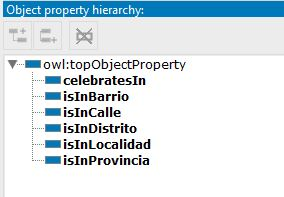 Object property hierarchy:
owl:topObjectProperty
celebratesIn
isInBarrio
isInCalle
isInDistrito
isInLocalidad
isInProvincia